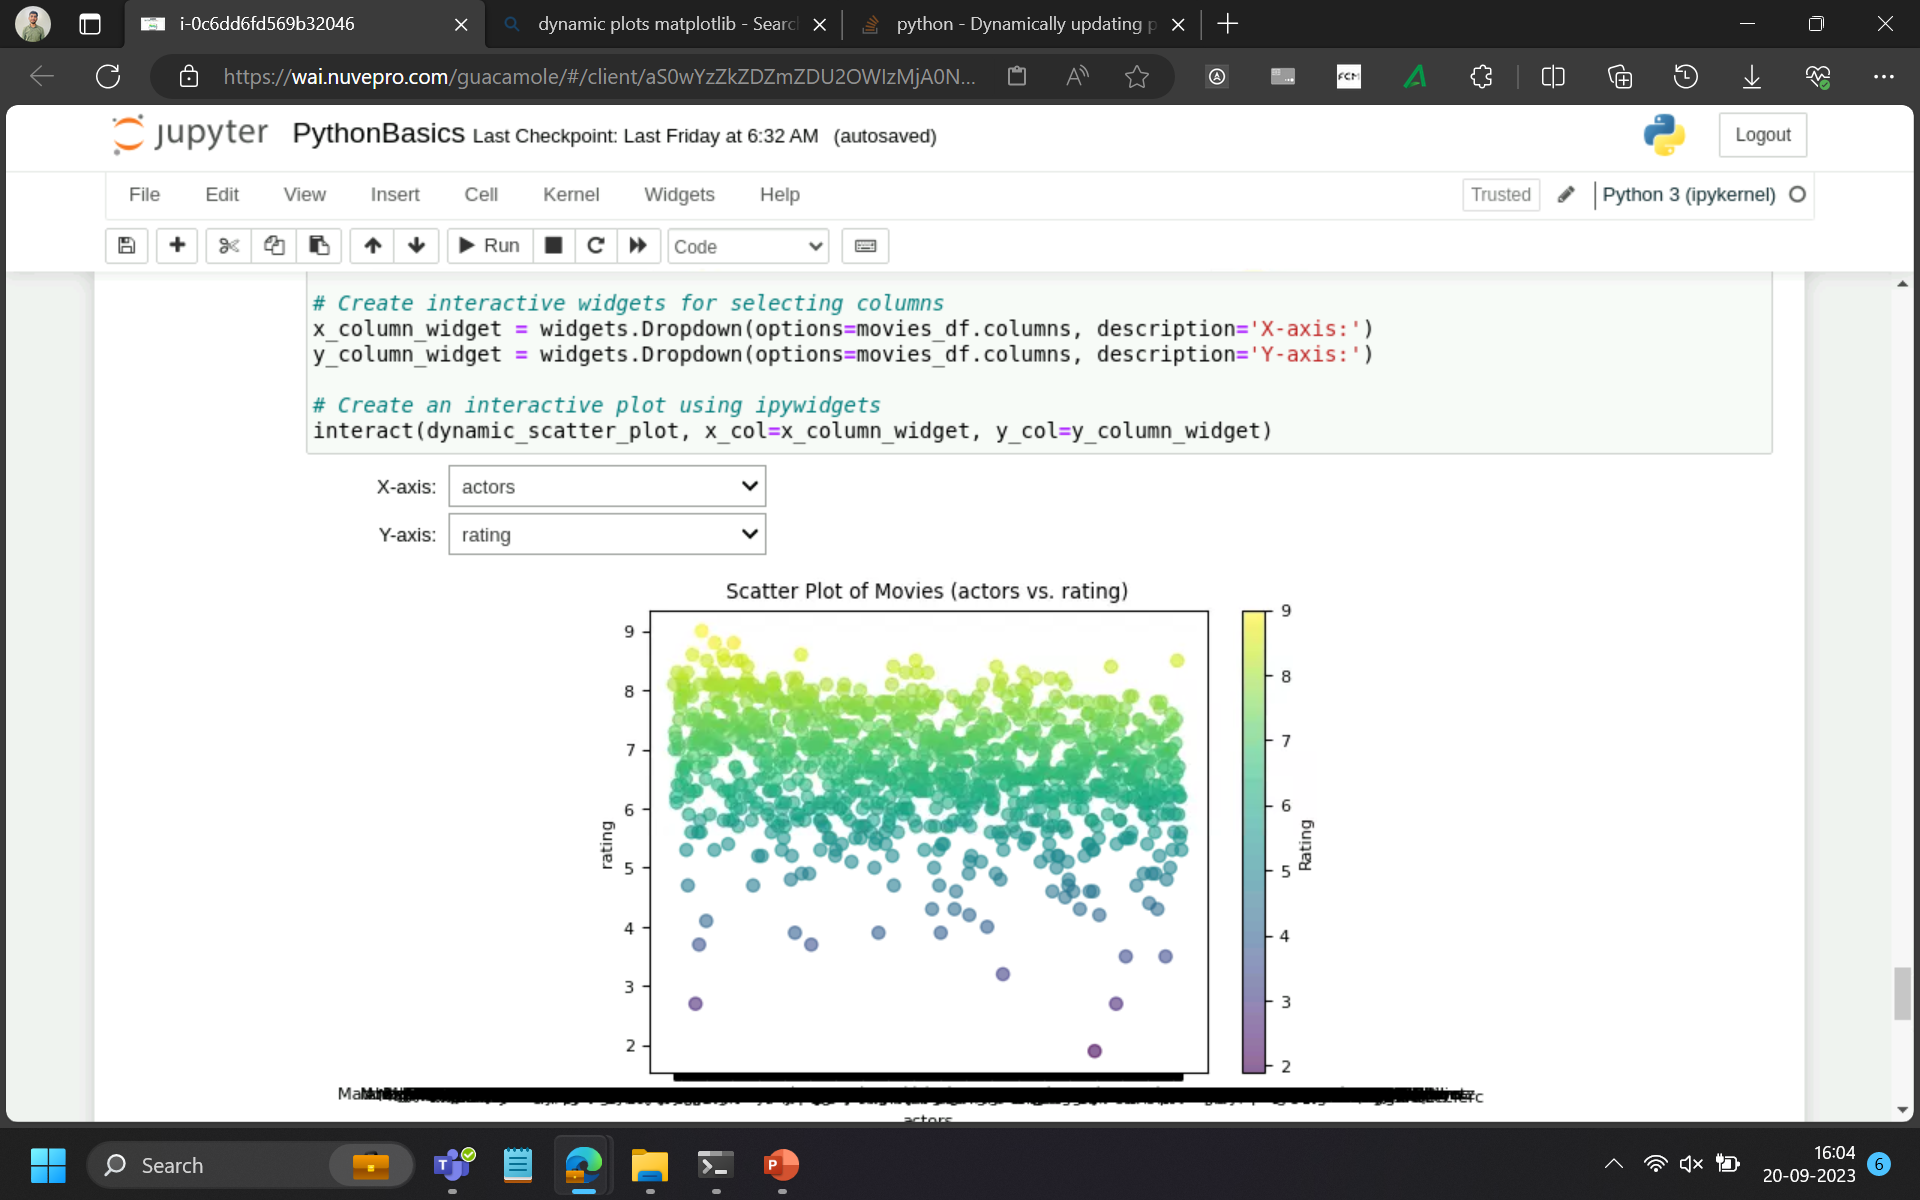 i-0c6dd6fd569b32046
dynamic plots matplotlib - Searc
python - Dynamically updating p
https://wai.nuvepro.com/guacamole/#/client/aS0wYzZkZDZmZDU2OWIzMjA0N...
FCM
jupyter PythonBasics Last Checkpoint: Last Friday at 6:32 AM (autosaved)
Logout
File Edit View Insert Cell Kernel Widgets Help
Trusted Python 3 (ipykernel)
Run Code
# Create interactive widgets for selecting columns
x_column_widget = widgets.Dropdown(options=movies_df.columns, description='X-axis:')
y_column_widget = widgets.Dropdown(options=movies_df.columns, description='Y-axis:')
# Create an interactive plot using ipywidgets
interact(dynamic_scatter_plot, x_col=x_column_widget, y_col=y_column_widget)
X-axis: actors
Y-axis: rating
Scatter Plot of Movies (actors vs. rating)
9
8
7
6
5
4
3
2
rating
9
8
7
6
5
4
3
2
Rating
actors
Search
16:04
20-09-2023
6